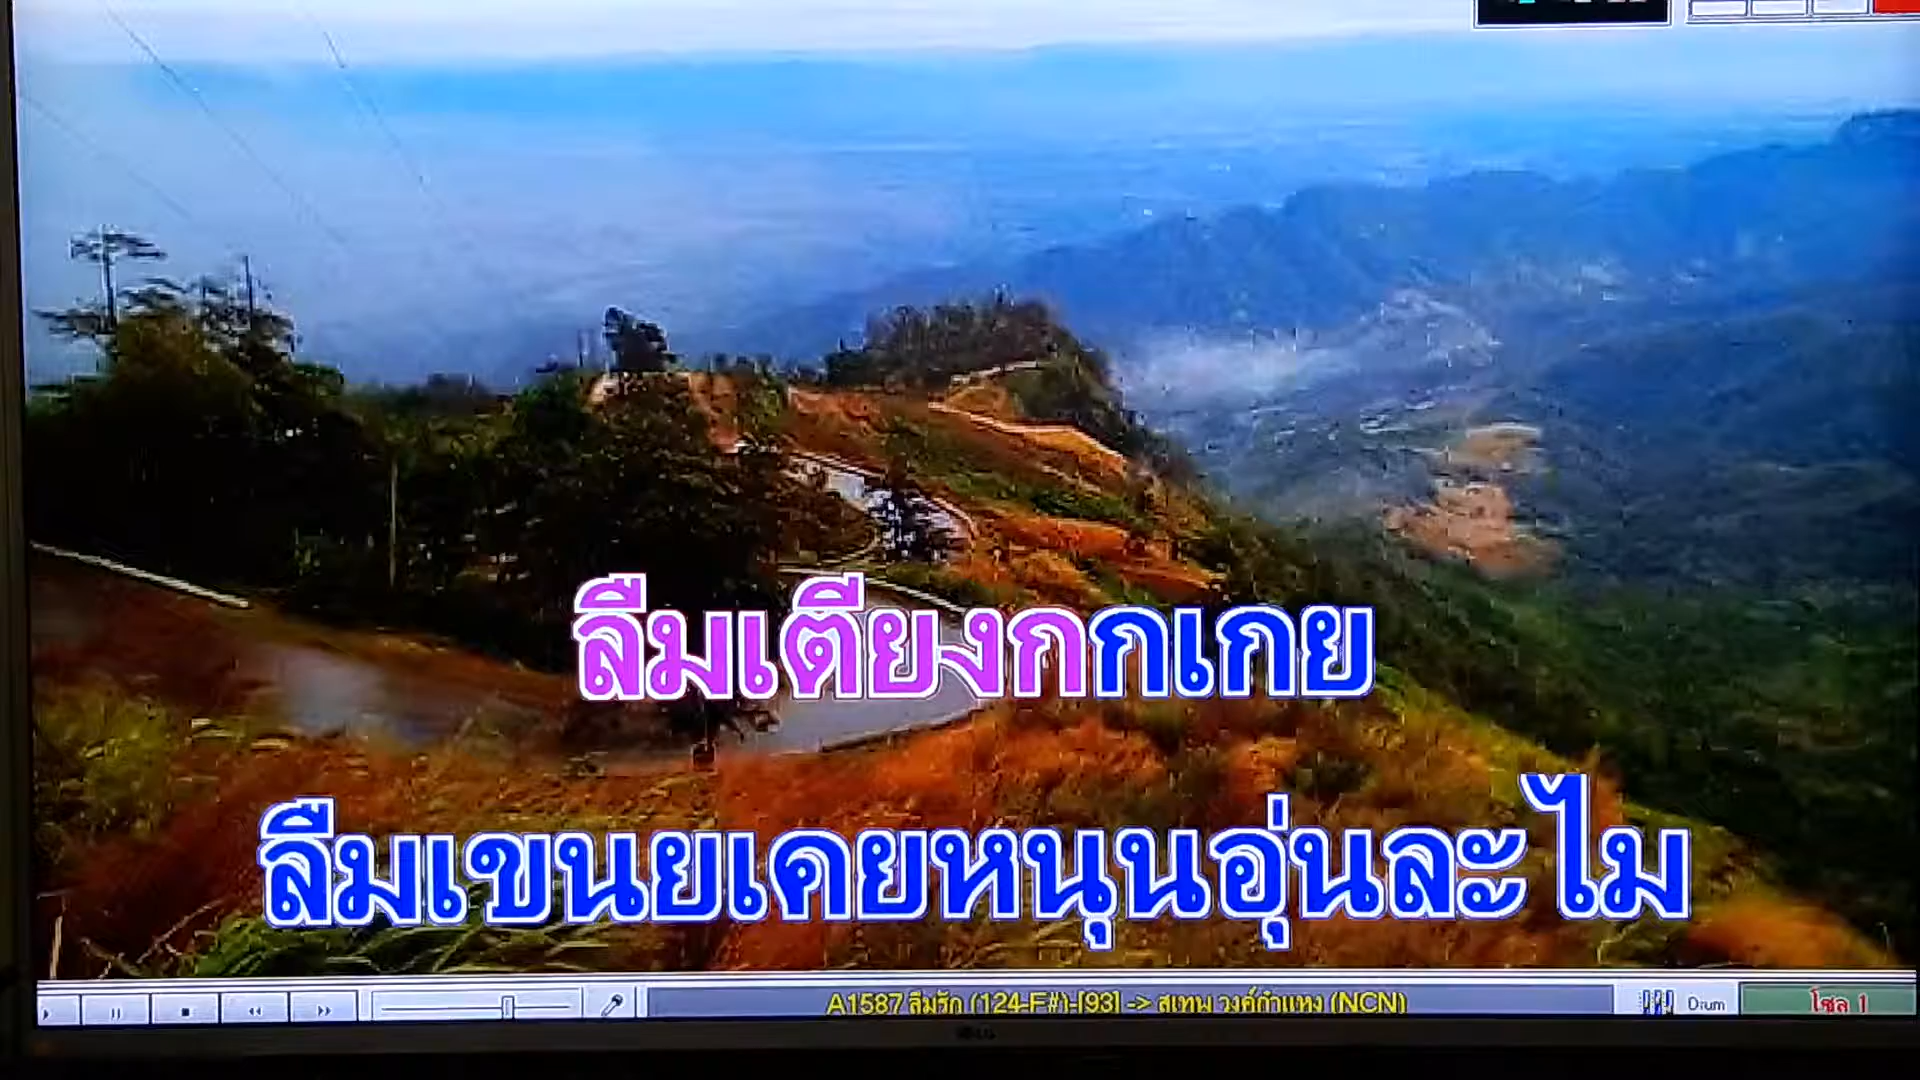 ลืมเตียงกกเกย
ลืมเขนยเคยหนุนอุ่นละไม
A1587 ลืมรัก (124-F#)-[93] -> สุเทพ วงศ์กำแหง (NCN)
Drum
โซล 1
LG